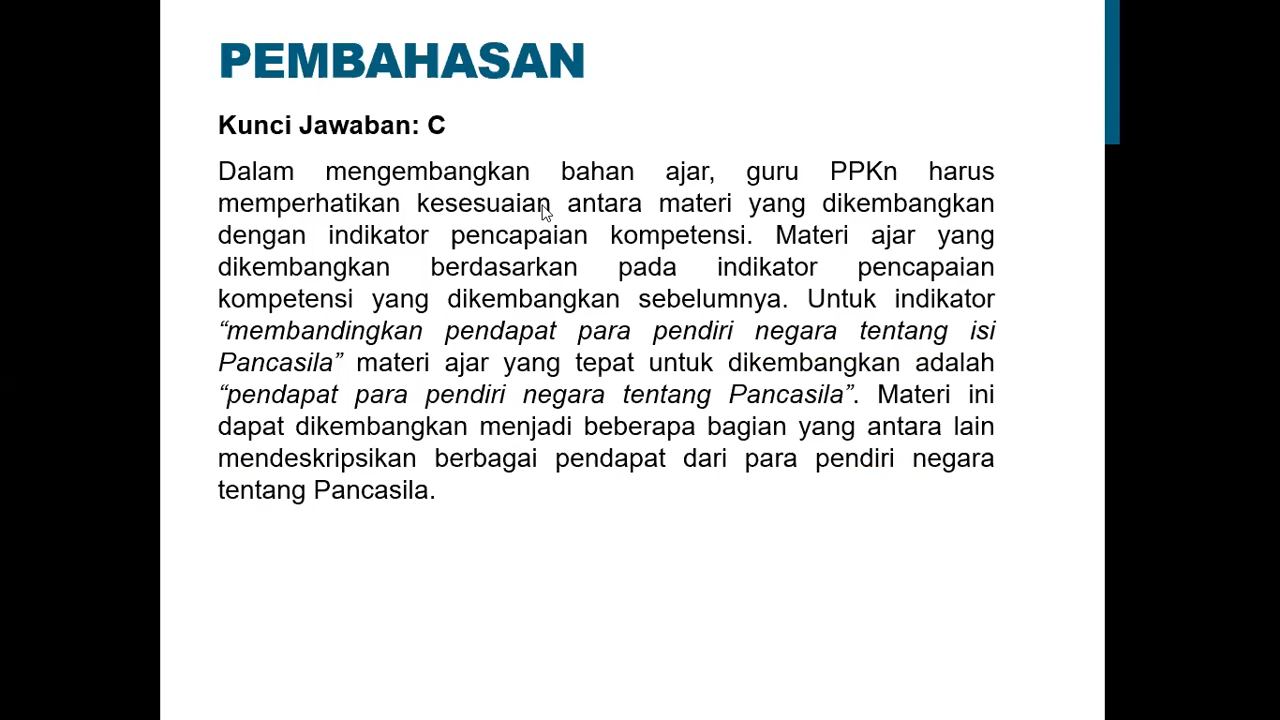 PEMBAHASAN
Kunci Jawaban: C
Dalam mengembangkan bahan ajar, guru PPKn harus
memperhatikan kesesuaian antara materi yang dikembangkan
dengan indikator pencapaian kompetensi. Materi ajar yang
dikembangkan berdasarkan pada indikator pencapaian
kompetensi yang dikembangkan sebelumnya. Untuk indikator
“membandingkan pendapat para pendiri negara tentang isi
Pancasila” materi ajar yang tepat untuk dikembangkan adalah
“pendapat para pendiri negara tentang Pancasila”. Materi ini
dapat dikembangkan menjadi beberapa bagian yang antara lain
mendeskripsikan berbagai pendapat dari para pendiri negara
tentang Pancasila.